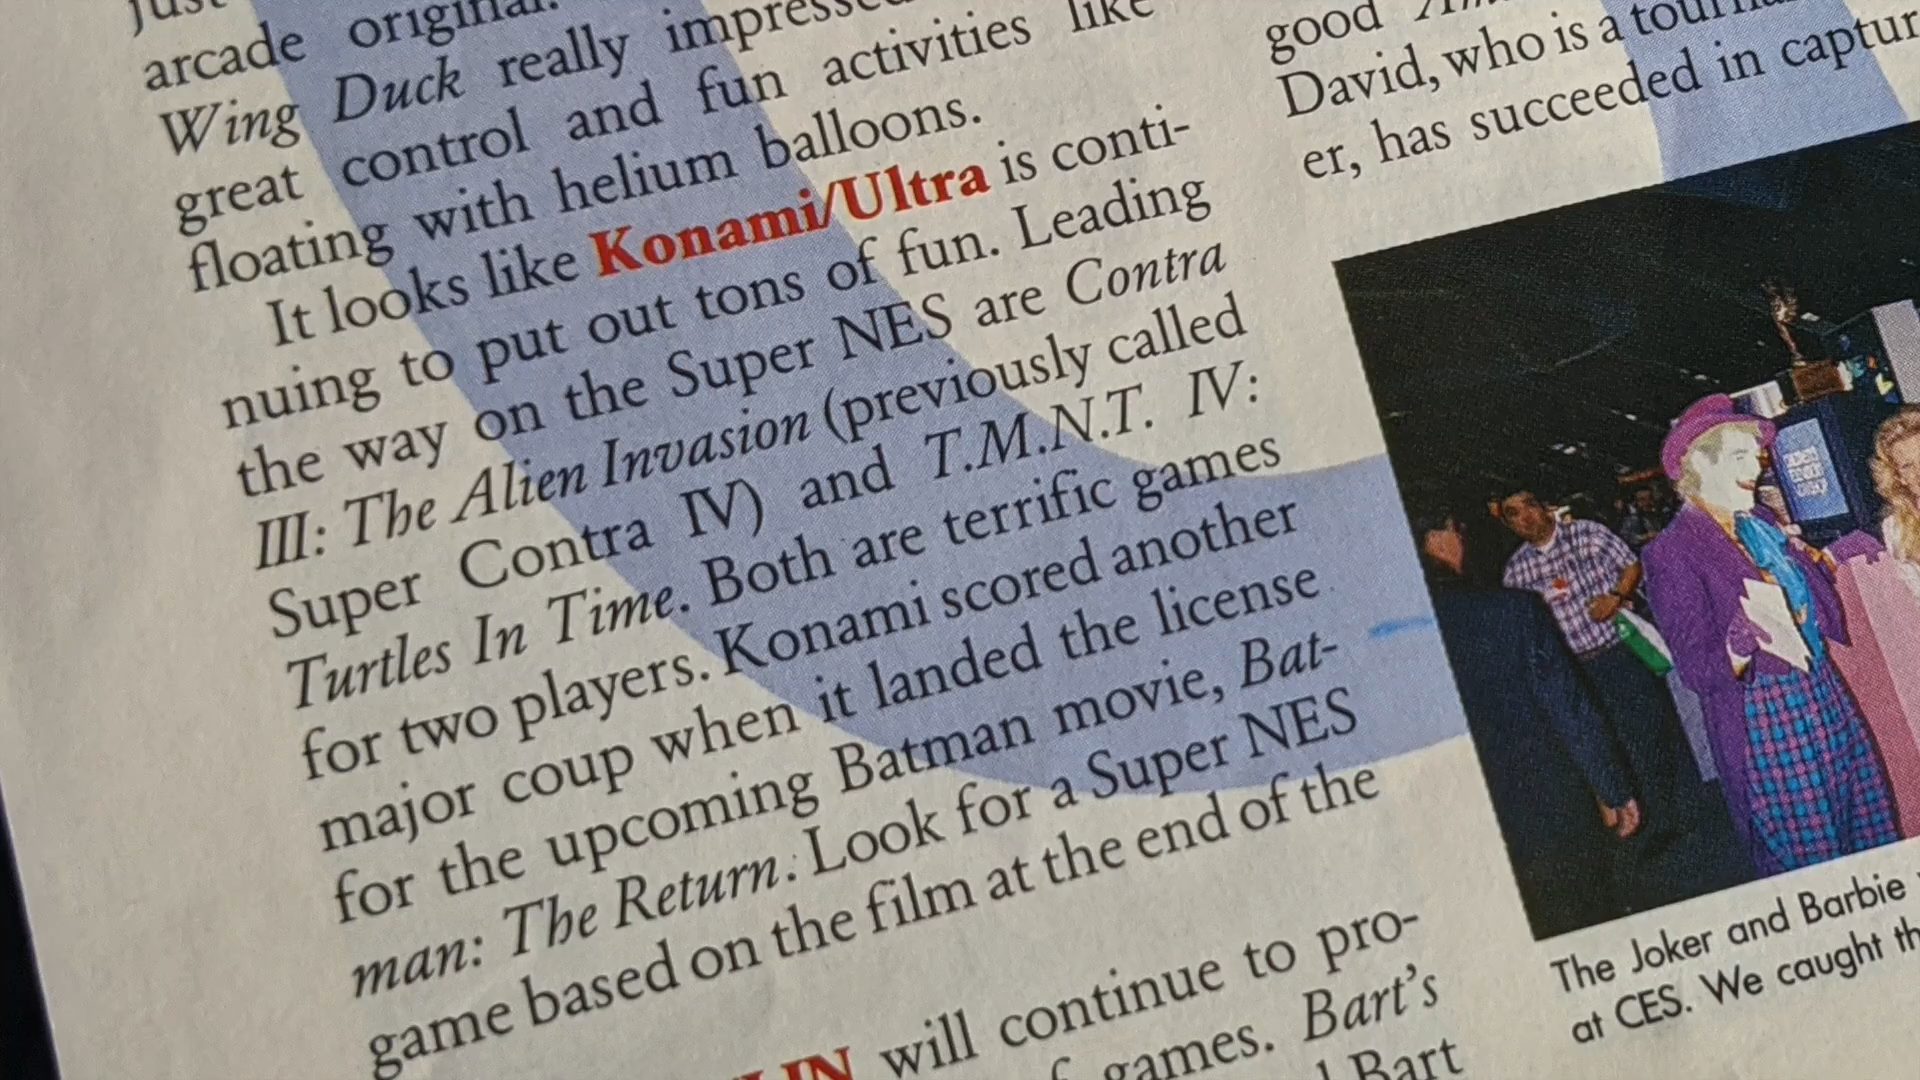 just
arcade original.
Wing Duck really impressed
great control and fun activities like
floating with helium balloons.
It looks like Konami/Ultra is conti-
nuing to put out tons of fun. Leading
the way on the Super NES are Contra
III: The Alien Invasion (previously called
Super Contra IV) and T.M.N.T. IV:
Turtles In Time. Both are terrific games
for two players. Konami scored another
major coup when it landed the license
for the upcoming Batman movie, Bat-
man: The Return. Look for a Super NES
game based on the film at the end of the
will continue to pro-
games. Bart's
Bart
good
David, who is a
er, has succeeded in
The Joker and Barbie
at CES. We caught